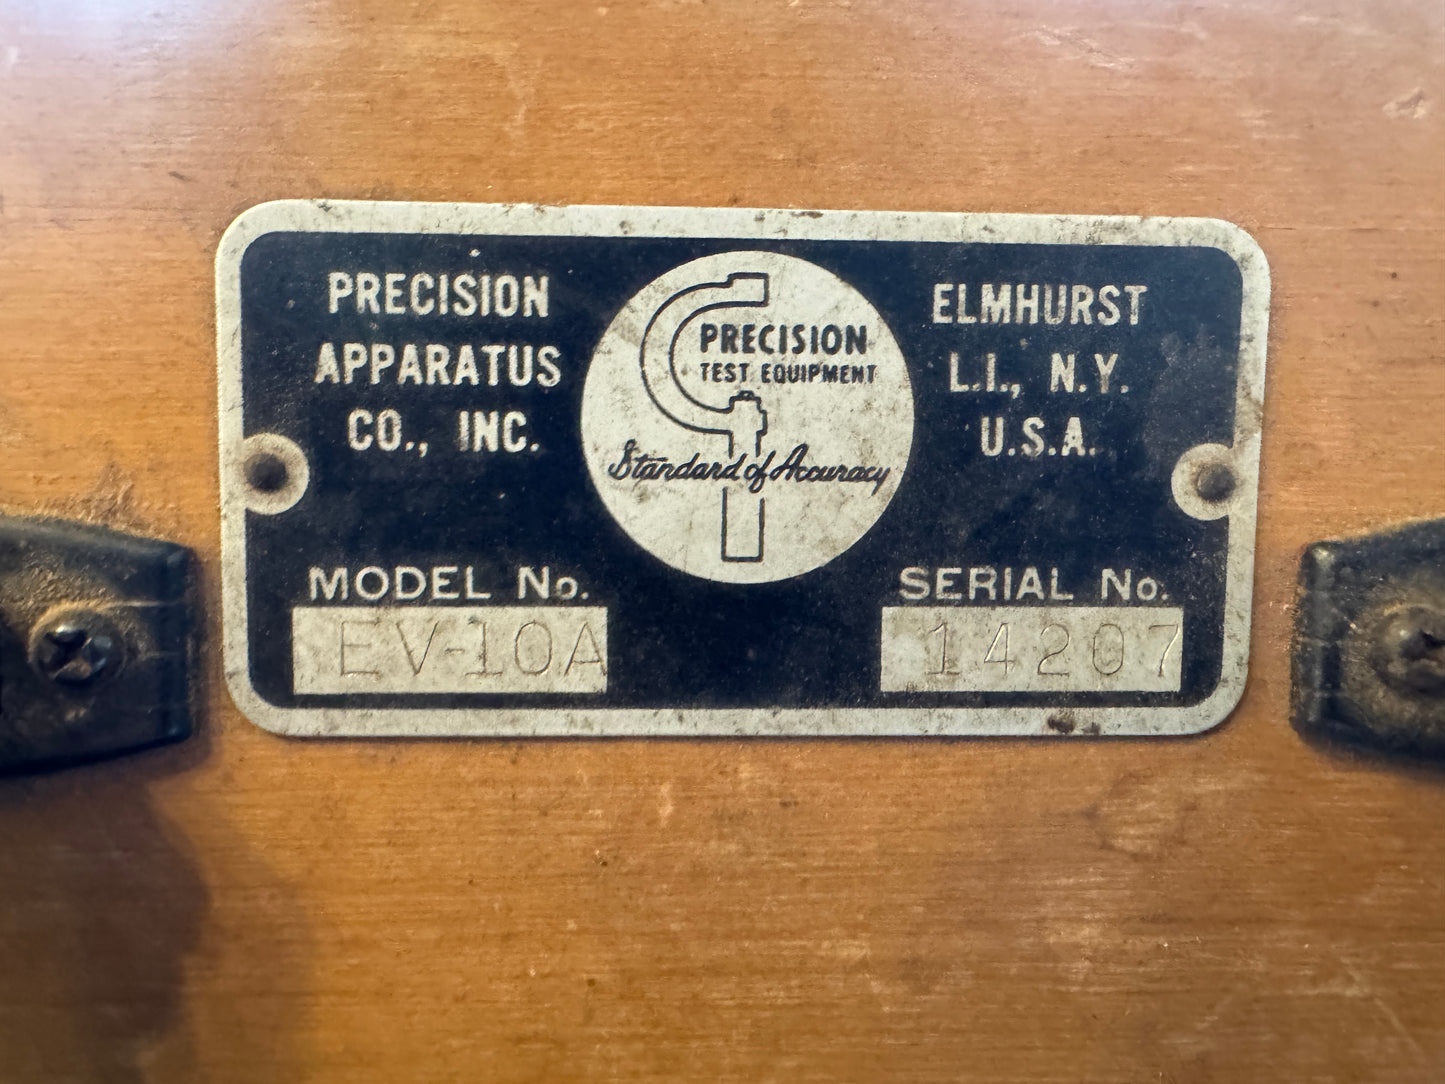 PRECISION
APPARATUS
CO., INC.
PRECISION
TEST EQUIPMENT
Standard of Accuracy
ELMHURST
L.I., N.Y.
U.S.A.
MODEL No.
EV-10A
SERIAL No.
14207